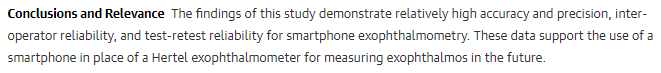 Conclusions and Relevance  The findings of this study demonstrate relatively high accuracy and precision, inter-
operator reliability, and test-retest reliability for smartphone exophthalmometry. These data support the use of a
smartphone in place of a Hertel exophthalmometer for measuring exophthalmos in the future.